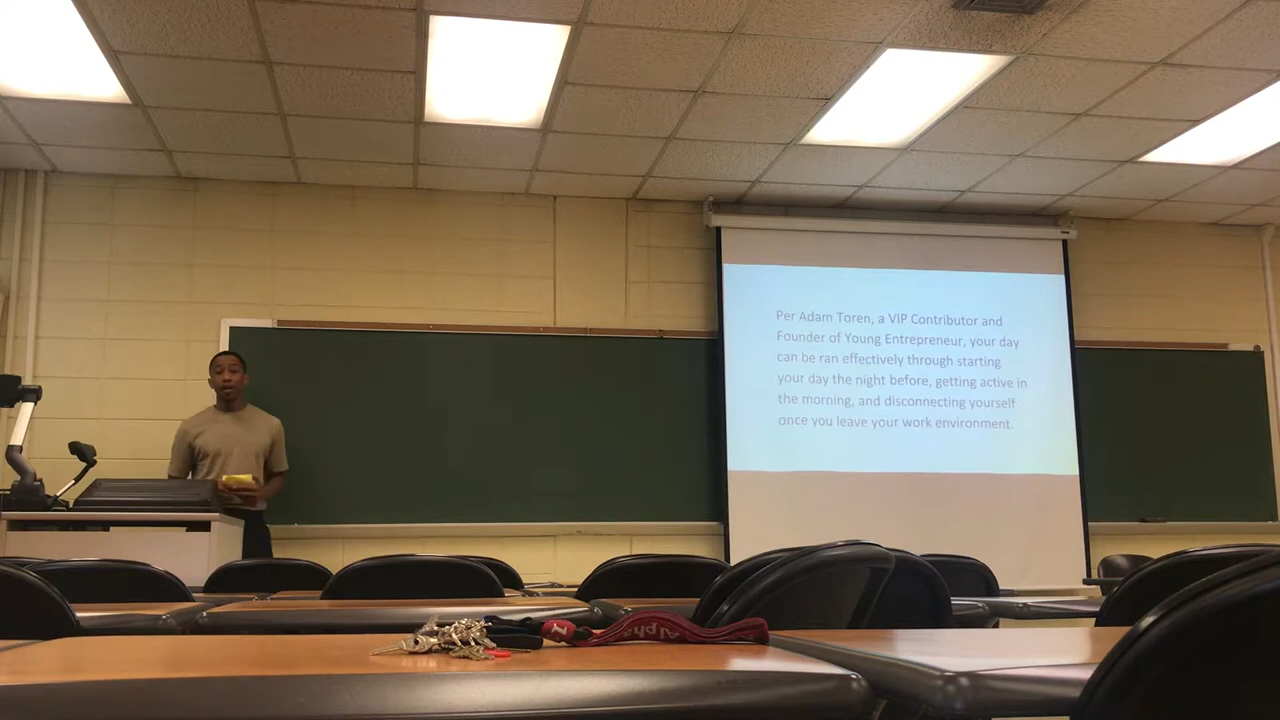 Per Adam Toren, a VIP Contributor and
Founder of Young Entrepreneur, your day
can be ran effectively through starting
your day the night before, getting active in
the morning, and disconnecting yourself
once you leave your work environment.
Alpha